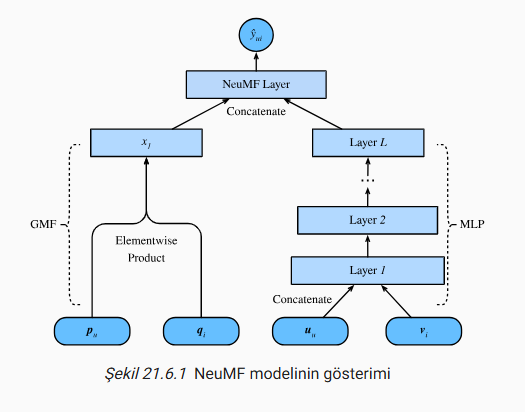 ŷui
NeuMF Layer
Concatenate
x1
Layer L
...
GMF
Layer 2
MLP
Elementwise
Product
Layer 1
Concatenate
pu
qi
uu
vi
Şekil 21.6.1 NeuMF modelinin gösterimi